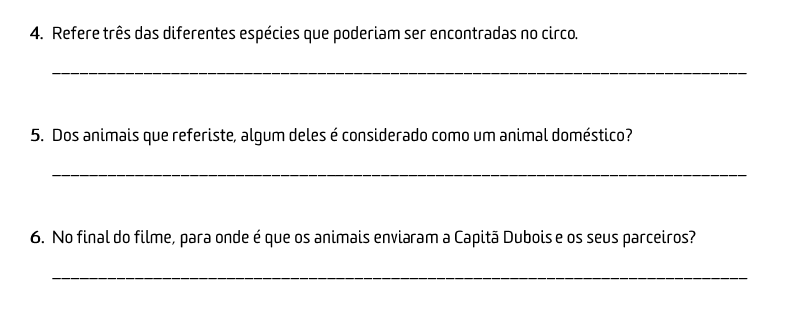 4. Refere três das diferentes espécies que poderiam ser encontradas no circo.
5. Dos animais que referiste, algum deles é considerado como um animal doméstico?
6. No final do filme, para onde é que os animais enviaram a Capitã Dubois e os seus parceiros?